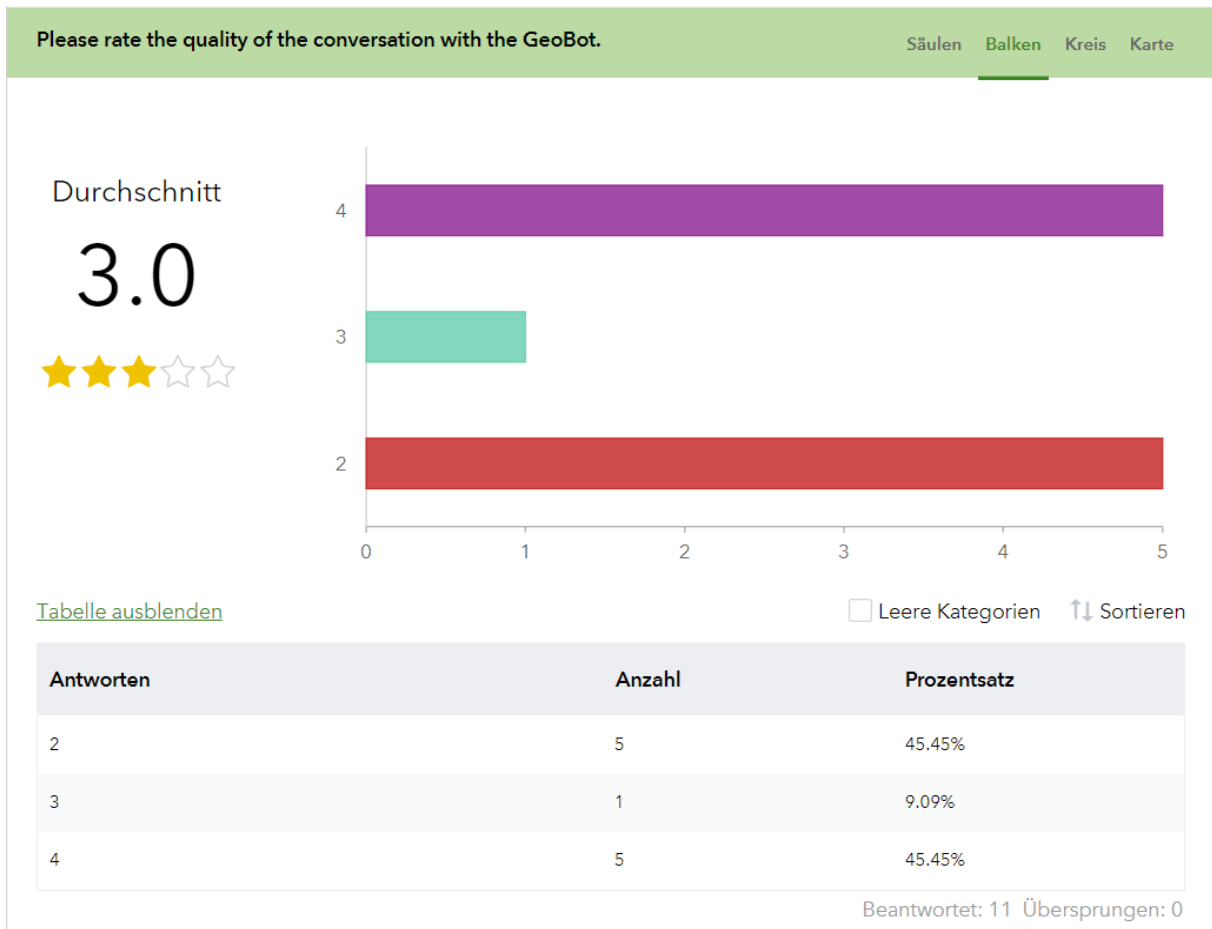 Please rate the quality of the conversation with the GeoBot.
Säulen Balken Kreis Karte
Durchschnitt
3.0
4
3
2
0 1 2 3 4 5
Tabelle ausblenden
Leere Kategorien Sortieren
Antworten Anzahl Prozentsatz
2 5 45.45%
3 1 9.09%
4 5 45.45%
Beantwortet: 11 Übersprungen: 0